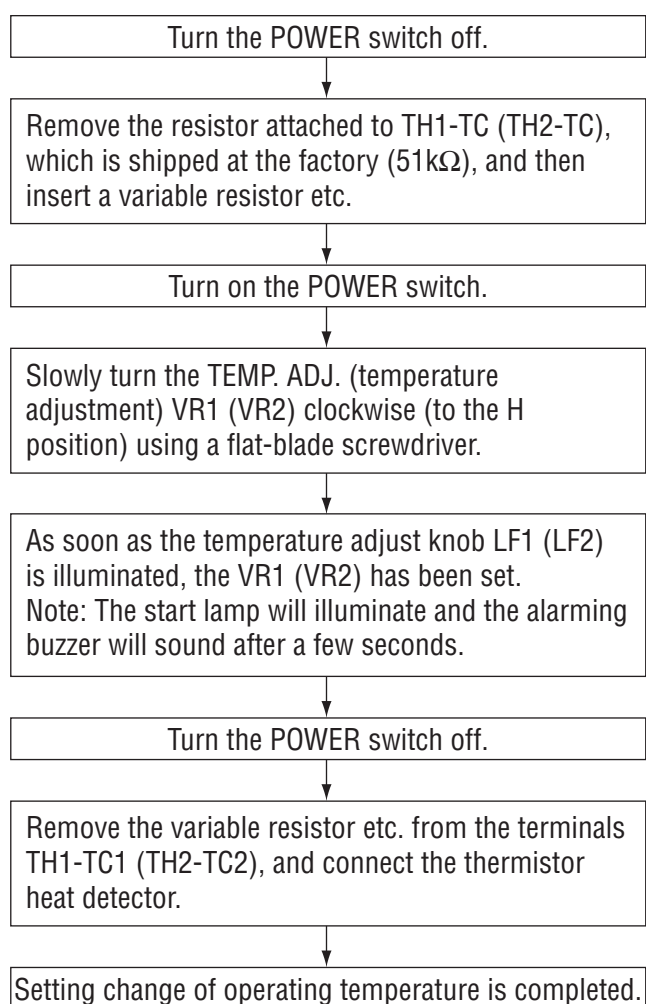 Turn the POWER switch off.
Remove the resistor attached to TH1-TC (TH2-TC),
which is shipped at the factory (51kΩ), and then
insert a variable resistor etc.
Turn on the POWER switch.
Slowly turn the TEMP. ADJ. (temperature
adjustment) VR1 (VR2) clockwise (to the H
position) using a flat-blade screwdriver.
As soon as the temperature adjust knob LF1 (LF2)
is illuminated, the VR1 (VR2) has been set.
Note: The start lamp will illuminate and the alarming
buzzer will sound after a few seconds.
Turn the POWER switch off.
Remove the variable resistor etc. from the terminals
TH1-TC1 (TH2-TC2), and connect the thermistor
heat detector.
Setting change of operating temperature is completed.